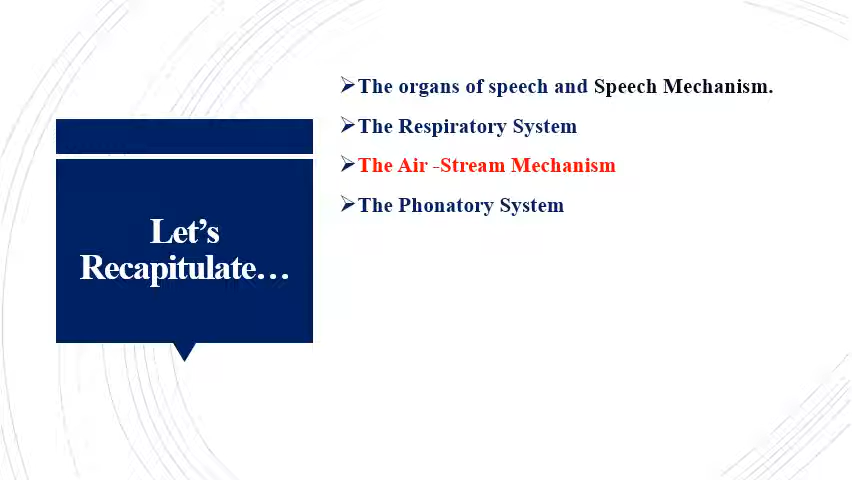 Let’s
Recapitulate…
The organs of speech and Speech Mechanism.
The Respiratory System
The Air -Stream Mechanism
The Phonatory System